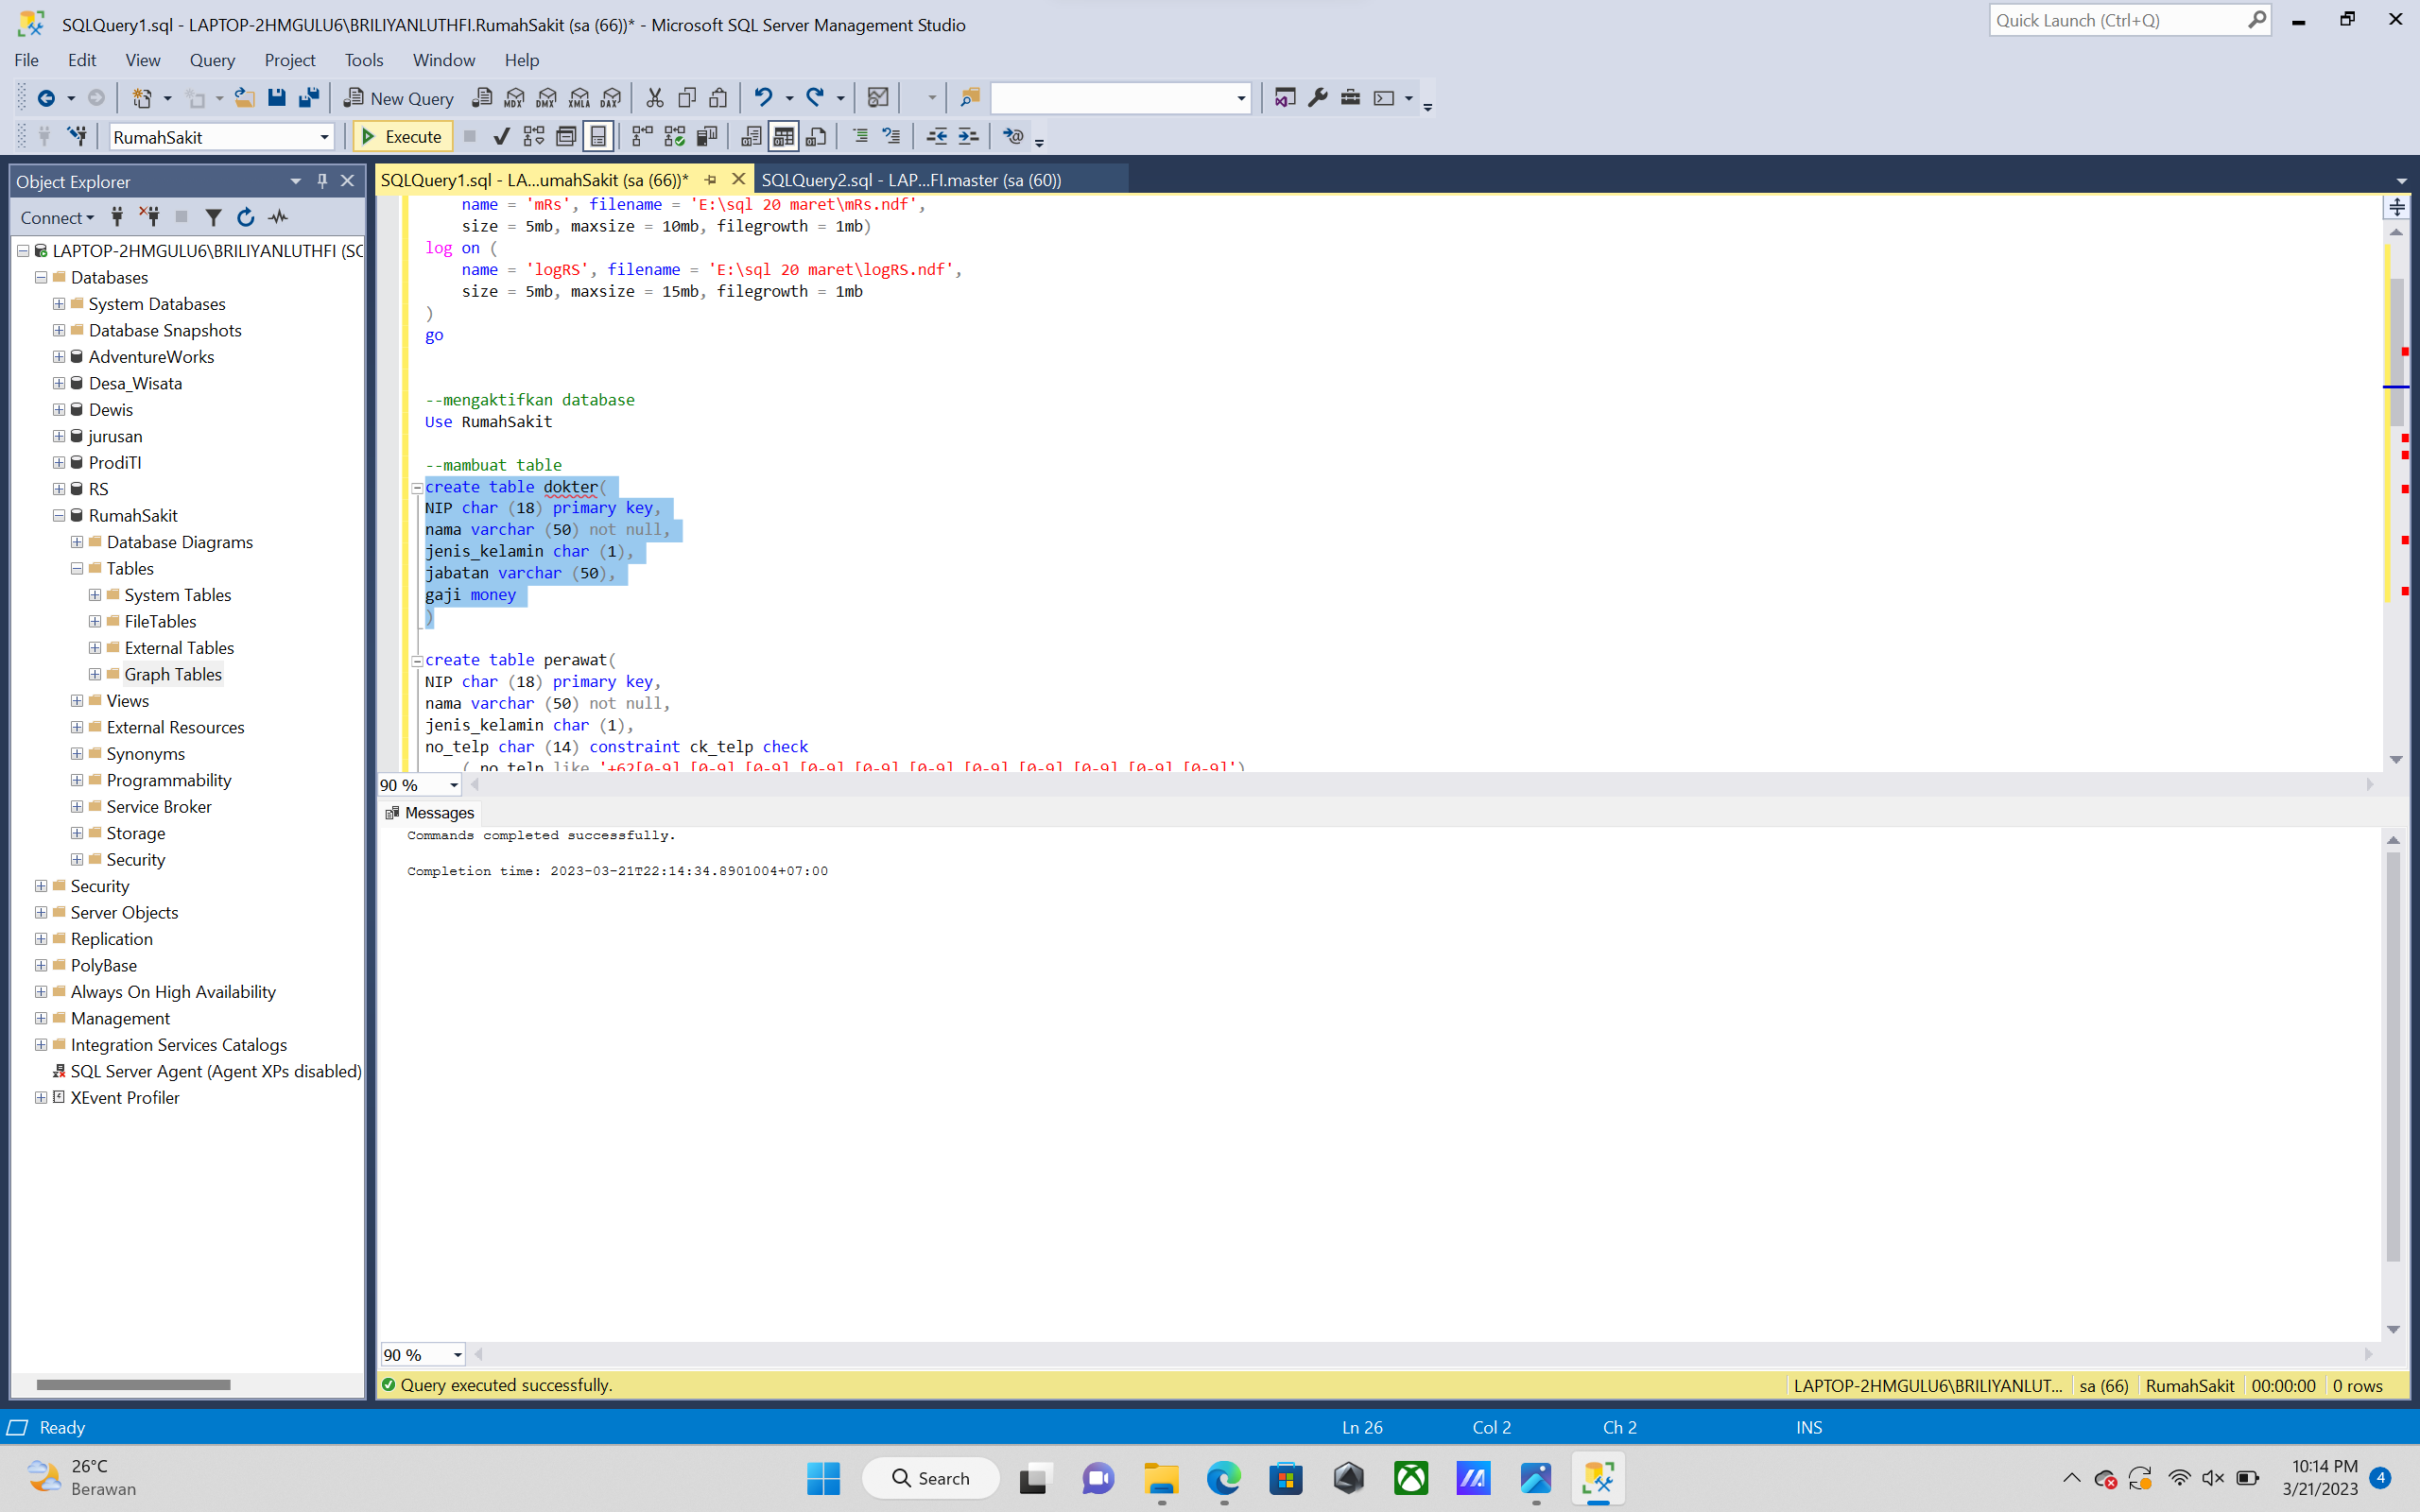 SQLQuery1.sql - LAPTOP-2HMGULU6\BRILIYANLUTHFI.RumahSakit (sa (66))* - Microsoft SQL Server Management Studio
Quick Launch (Ctrl+Q)
File Edit View Query Project Tools Window Help
New Query MDX DMX XMLA DAX
RumahSakit Execute
Object Explorer
SQLQuery1.sql - LA...umahSakit (sa (66))* SQLQuery2.sql - LAP...FI.master (sa (60))
Connect
LAPTOP-2HMGULU6\BRILIYANLUTHFI (SC
Databases
System Databases
Database Snapshots
AdventureWorks
Desa_Wisata
Dewis
jurusan
ProdiTI
RS
RumahSakit
Database Diagrams
Tables
System Tables
FileTables
External Tables
Graph Tables
Views
External Resources
Synonyms
Programmability
Service Broker
Storage
Security
Security
Server Objects
Replication
PolyBase
Always On High Availability
Management
Integration Services Catalogs
SQL Server Agent (Agent XPs disabled)
XEvent Profiler
name = 'mRs', filename = 'E:\sql 20 maret\mRs.ndf',
size = 5mb, maxsize = 10mb, filegrowth = 1mb)
log on (
name = 'logRS', filename = 'E:\sql 20 maret\logRS.ndf',
size = 5mb, maxsize = 15mb, filegrowth = 1mb
)
go
--mengaktifkan database
Use RumahSakit
--mambuat table
create table dokter(
NIP char (18) primary key,
nama varchar (50) not null,
jenis_kelamin char (1),
jabatan varchar (50),
gaji money
)
create table perawat(
NIP char (18) primary key,
nama varchar (50) not null,
jenis_kelamin char (1),
no_telp char (14) constraint ck_telp check
( no_telp like '+62[0-9] [0-9] [0-9] [0-9] [0-9] [0-9] [0-9] [0-9] [0-9] [0-9] [0-9]')
90 %
Messages
Commands completed successfully.
Completion time: 2023-03-21T22:14:34.8901004+07:00
90 %
Query executed successfully. LAPTOP-2HMGULU6\BRILIYANLUT... sa (66) RumahSakit 00:00:00 0 rows
Ready Ln 26 Col 2 Ch 2 INS
26°C
Berawan
Search
10:14 PM
3/21/2023
4